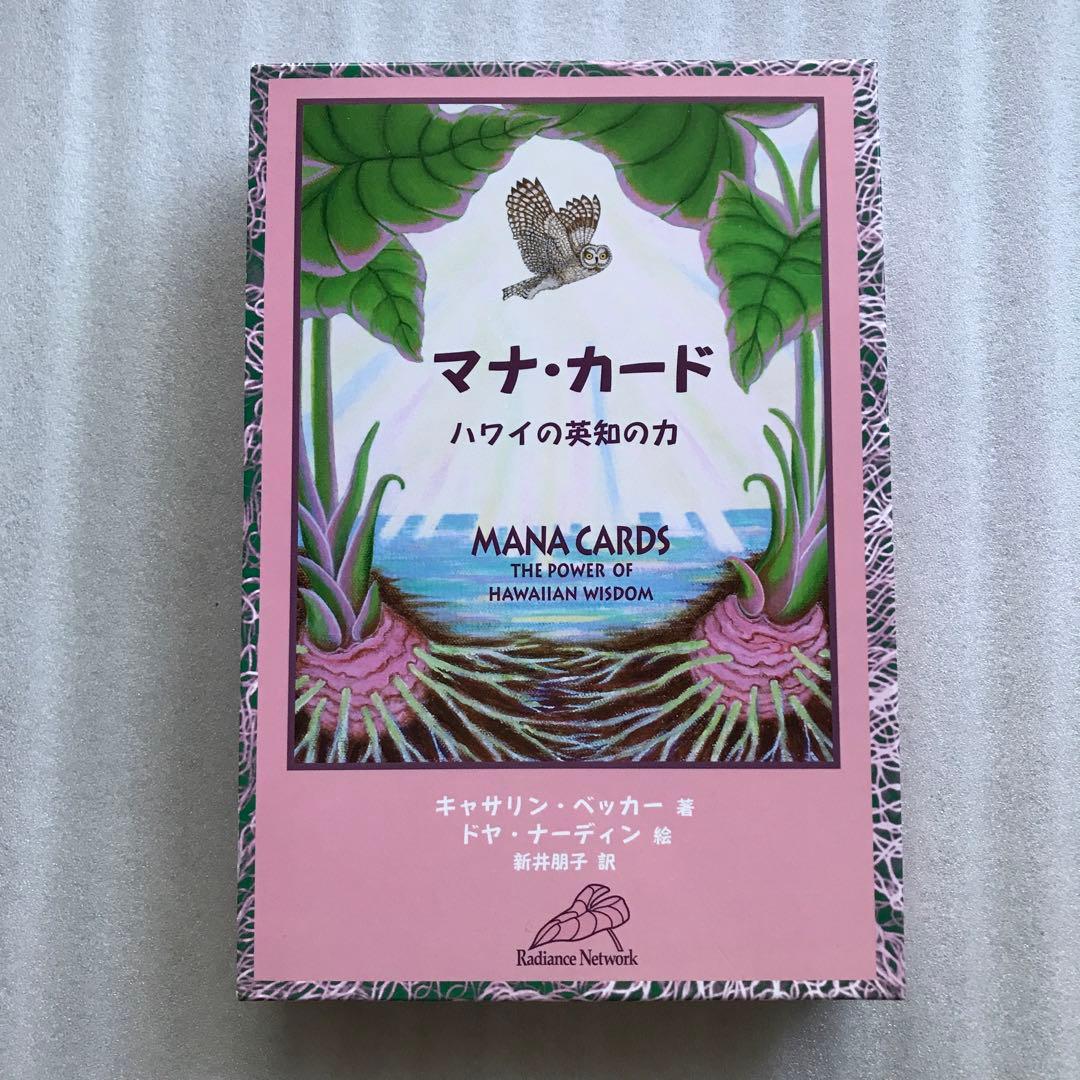 マナ・カード
ハワイの英知の力
MANA CARDS
THE POWER OF
HAWAIIAN WISDOM
キャサリン・ベッカー 著
ドヤ・ナーディン 絵
新井朋子 訳
Radiance Network